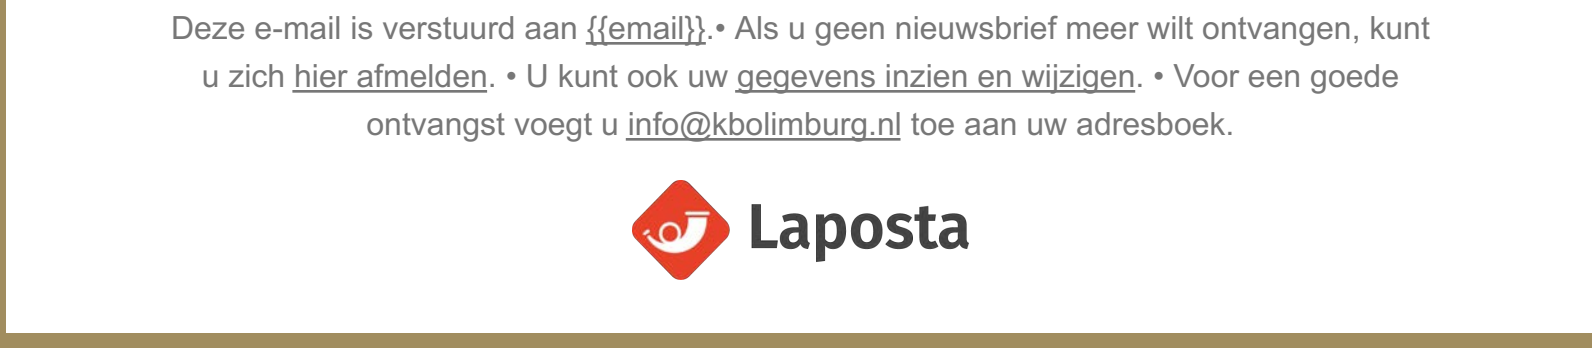 Deze e-mail is verstuurd aan {{email}}.• Als u geen nieuwsbrief meer wilt ontvangen, kunt
u zich hier afmelden. • U kunt ook uw gegevens inzien en wijzigen. • Voor een goede
ontvangst voegt u info@kbolimburg.nl toe aan uw adresboek.
Laposta